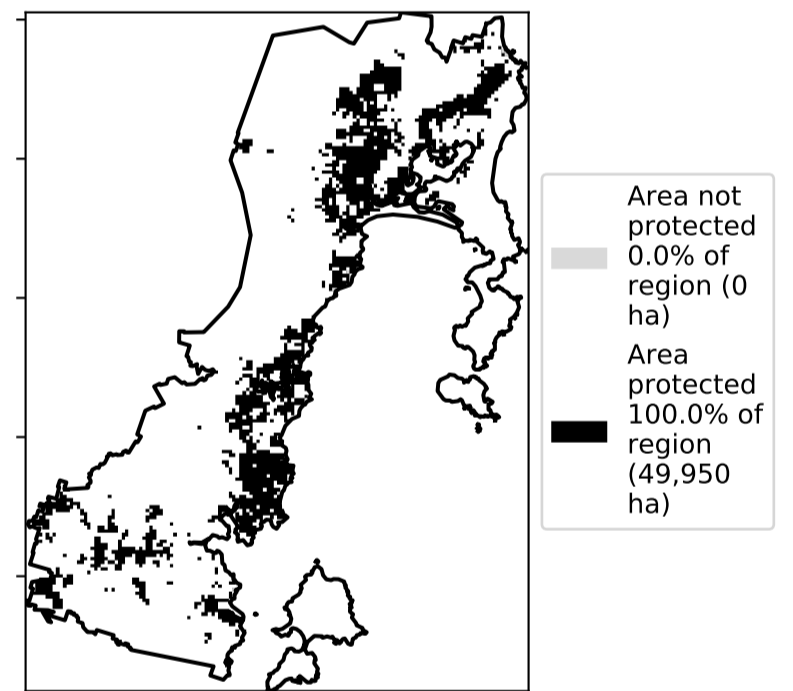 Area not
protected
0.0% of
region (0
ha)
Area
protected
100.0% of
region
(49,950
ha)